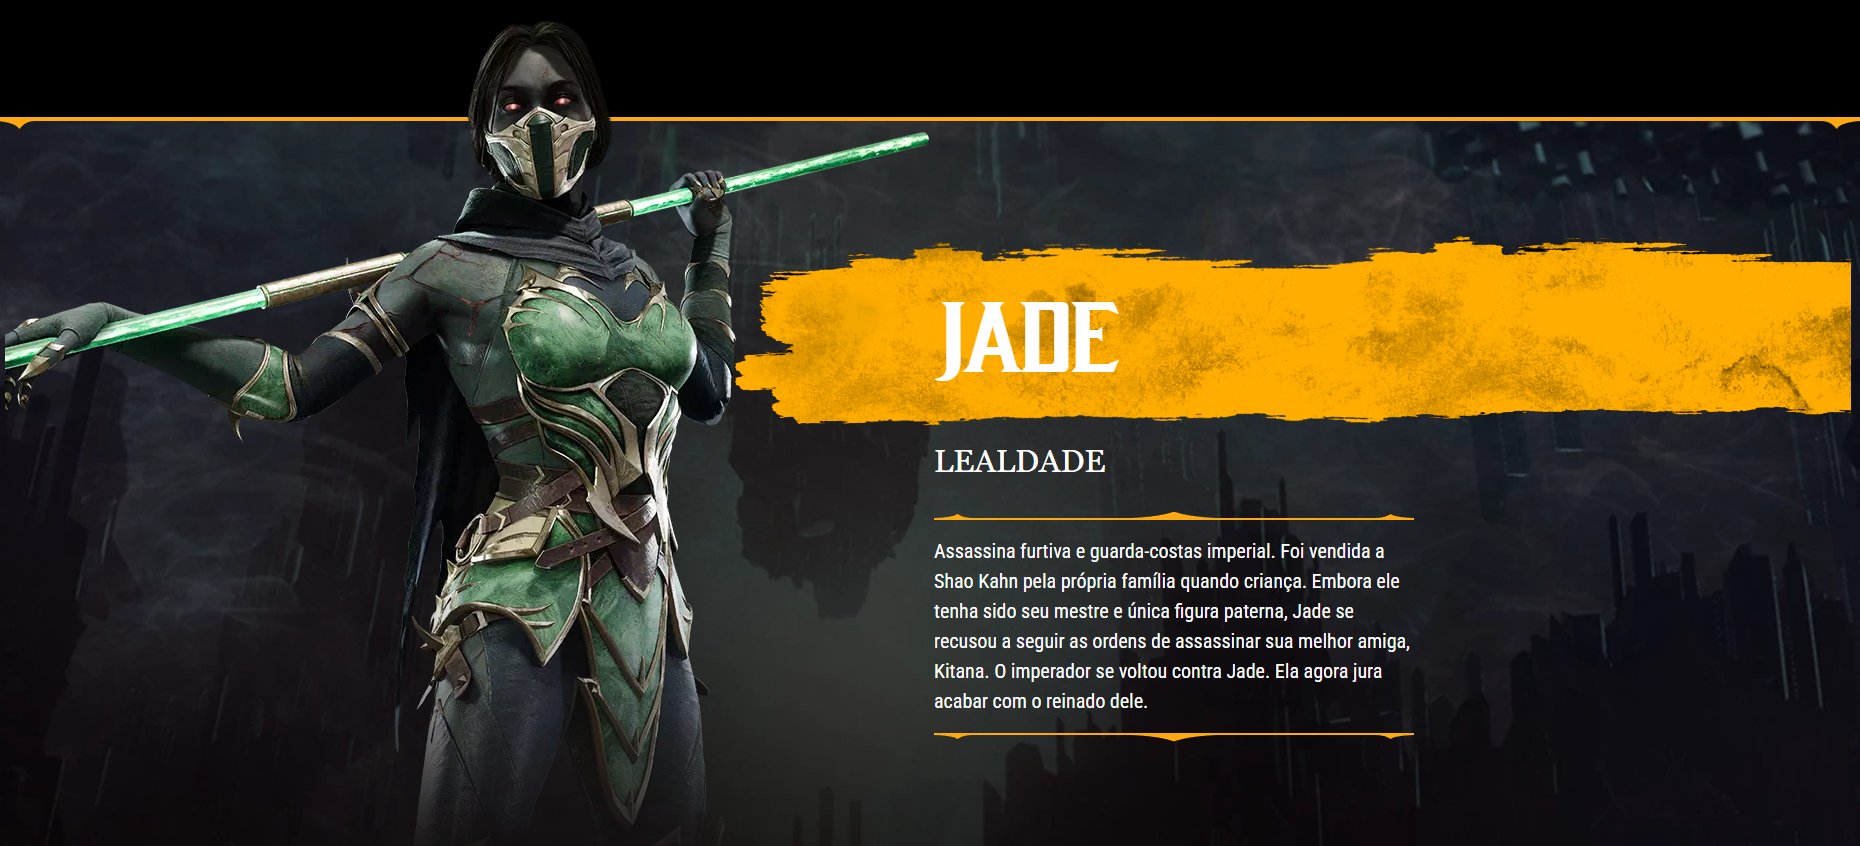 JADE
LEALDADE
Assassina furtiva e guarda-costas imperial. Foi vendida a
Shao Kahn pela própria família quando criança. Embora ele
tenha sido seu mestre e única figura paterna, Jade se
recusou a seguir as ordens de assassinar sua melhor amiga,
Kitana. O imperador se voltou contra Jade. Ela agora jura
acabar com o reinado dele.